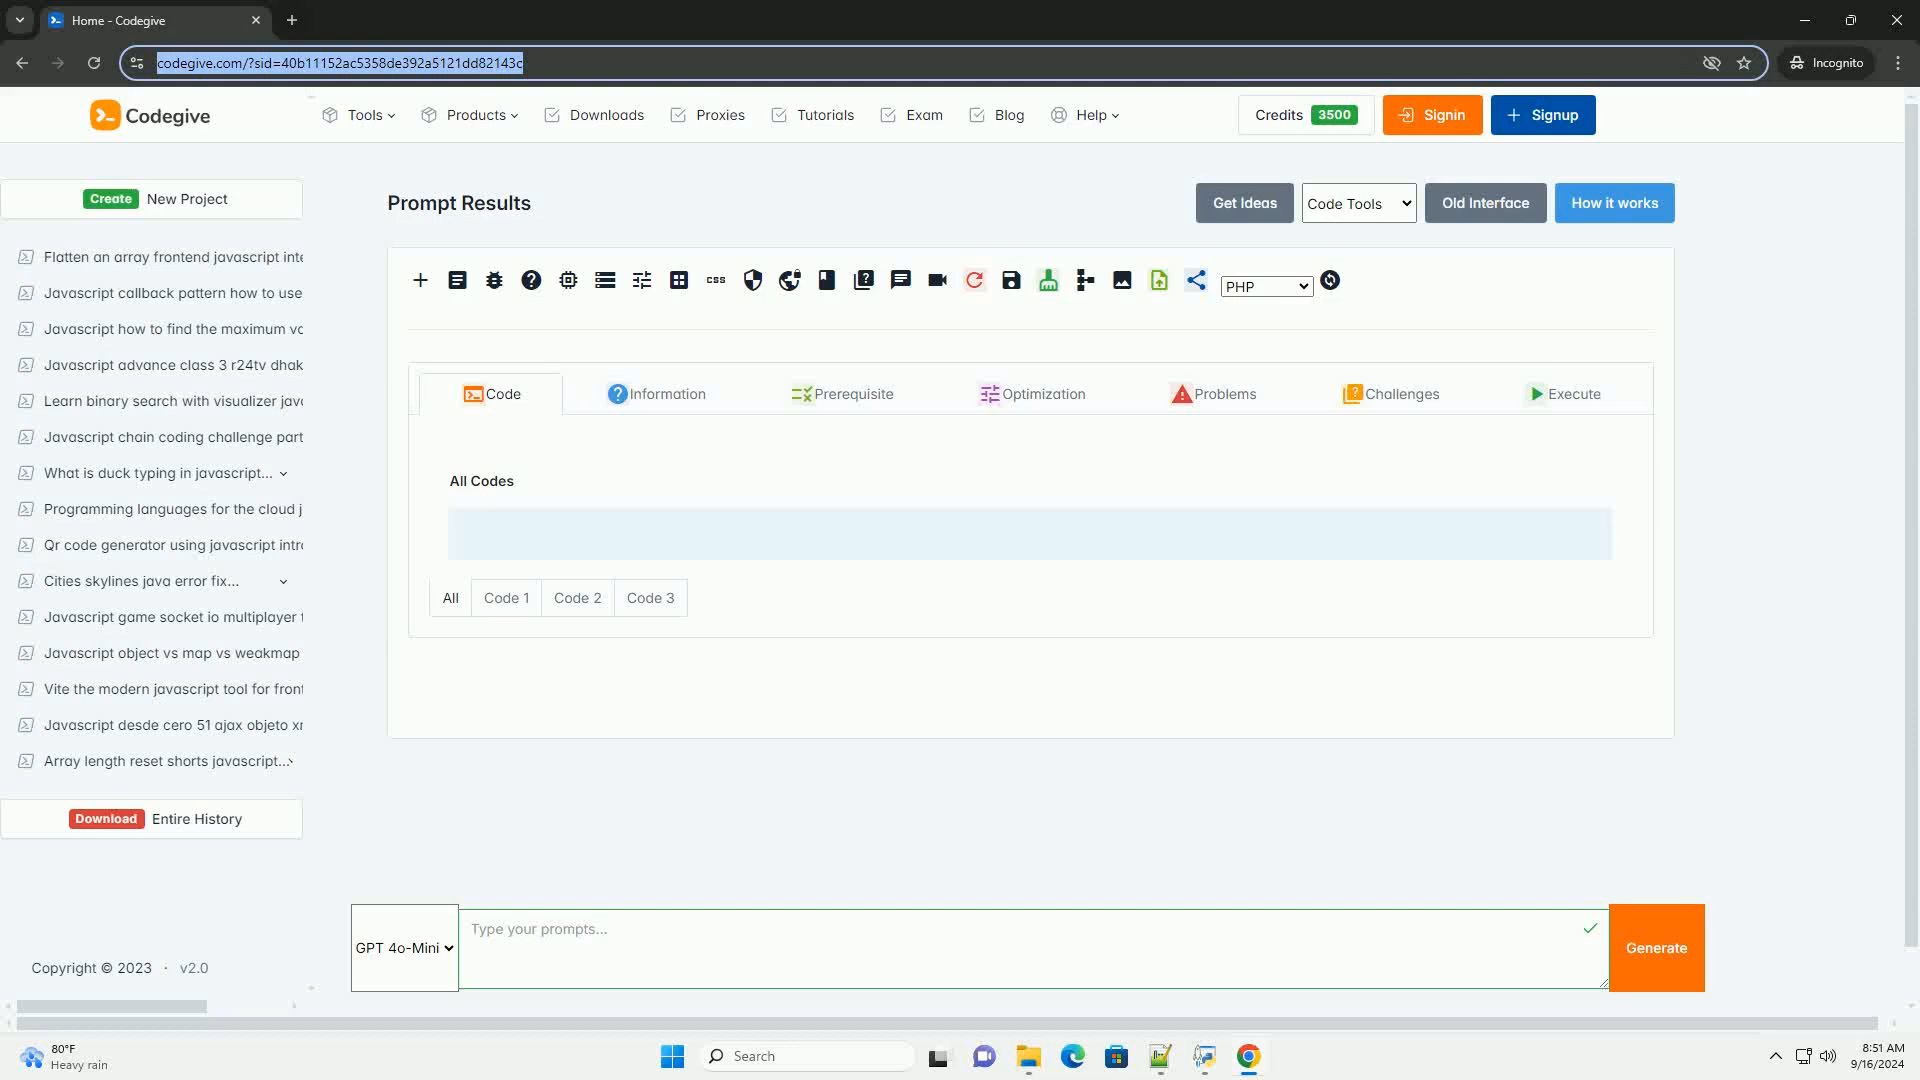 Home - Codegive
codegive.com/?sid=40b11152ac5358de392a5121dd82143c
Incognito
Codegive
Tools
Products
Downloads
Proxies
Tutorials
Exam
Blog
Help
Credits 3500
Signin
Signup
Create New Project
Flatten an array frontend javascript inte
Javascript callback pattern how to use
Javascript how to find the maximum va
Javascript advance class 3 r24tv dhak
Learn binary search with visualizer java
Javascript chain coding challenge part
What is duck typing in javascript...
Programming languages for the cloud j
Qr code generator using javascript intro
Cities skylines java error fix...
Javascript game socket io multiplayer t
Javascript object vs map vs weakmap
Vite the modern javascript tool for front
Javascript desde cero 51 ajax objeto xm
Array length reset shorts javascript...
Download Entire History
Copyright © 2023 · v2.0
Prompt Results
Get Ideas
Code Tools
Old Interface
How it works
css
PHP
Code
Information
Prerequisite
Optimization
Problems
Challenges
Execute
All Codes
All
Code 1
Code 2
Code 3
GPT 4o-Mini
Type your prompts...
Generate
80°F
Heavy rain
Search
8:51 AM
9/16/2024